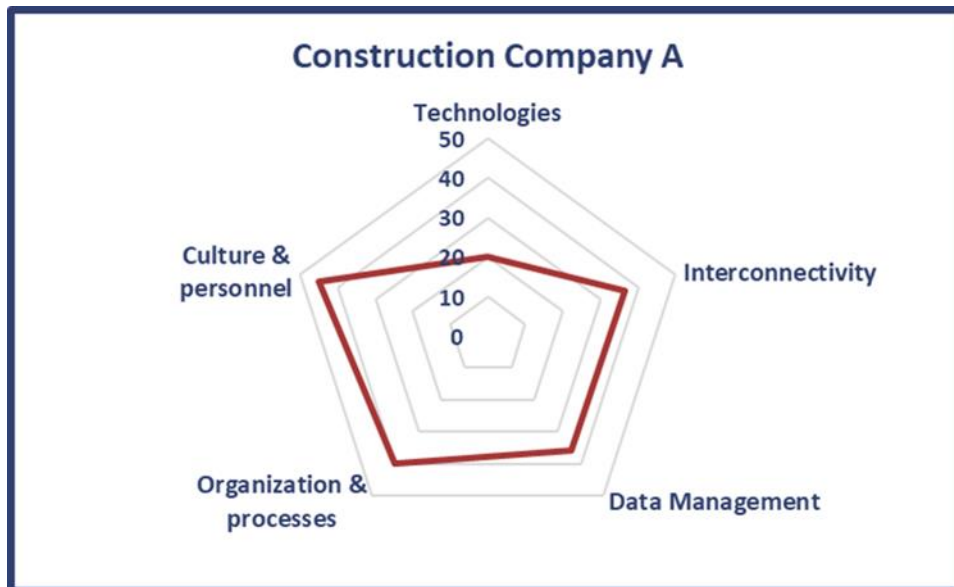 Construction Company A
Technologies
50
40
30
20
10
0
Culture &
personnel
Interconnectivity
Organization &
processes
Data Management